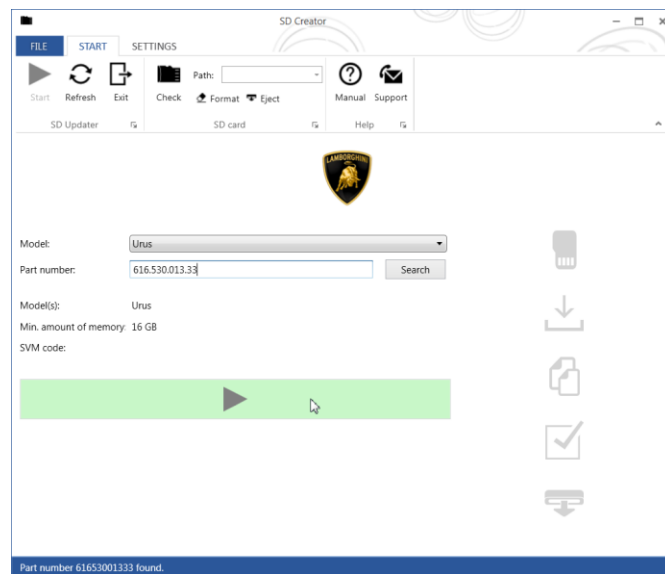 SD Creator
FILE START SETTINGS
Path:
Start Refresh Exit Check Format Eject Manual Support
SD Updater SD card Help
LAMBORGHINI
Model: Urus
Part number: 616.530.013.33 Search
Model(s): Urus
Min. amount of memory: 16 GB
SVM code:
Part number 61653001333 found.